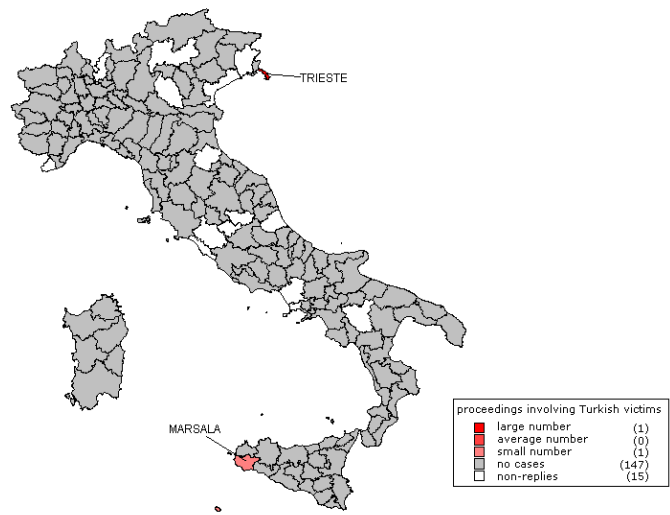 TRIESTE
MARSALA
proceedings involving Turkish victims
large number (1)
average number (0)
small number (1)
no cases (147)
non-replies (15)